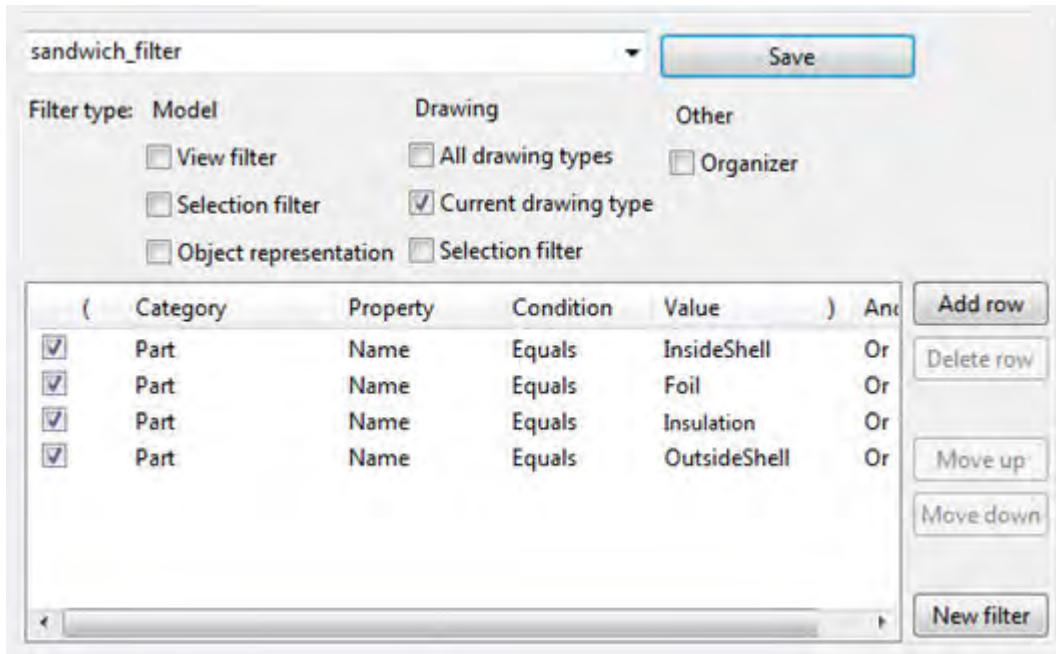 sandwich_filter Save
Filter type: Model Drawing Other
View filter All drawing types Organizer
Selection filter Current drawing type
Object representation Selection filter
( Category Property Condition Value ) And Add row
Part Name Equals InsideShell Or Delete row
Part Name Equals Foil Or
Part Name Equals Insulation Or
Part Name Equals OutsideShell Or Move up
Move down
New filter